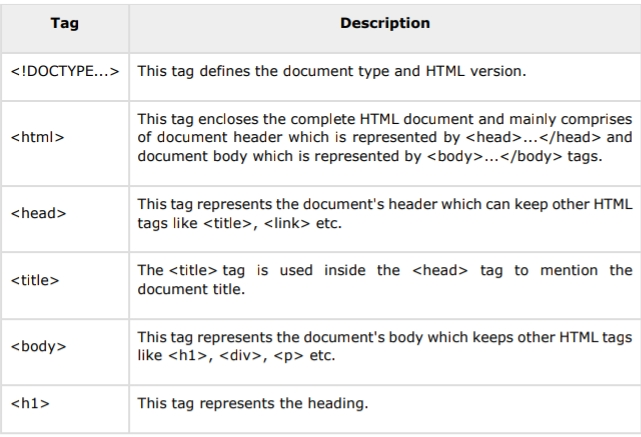 Tag Description
<!DOCTYPE...> This tag defines the document type and HTML version.
This tag encloses the complete HTML document and mainly comprises
<html> of document header which is represented by <head>...</head> and
document body which is represented by <body>...</body> tags.
<head> This tag represents the document's header which can keep other HTML
tags like <title>, <link> etc.
<title> The <title> tag is used inside the <head> tag to mention the
document title.
<body> This tag represents the document's body which keeps other HTML tags
like <h1>, <div>, <p> etc.
<h1> This tag represents the heading.